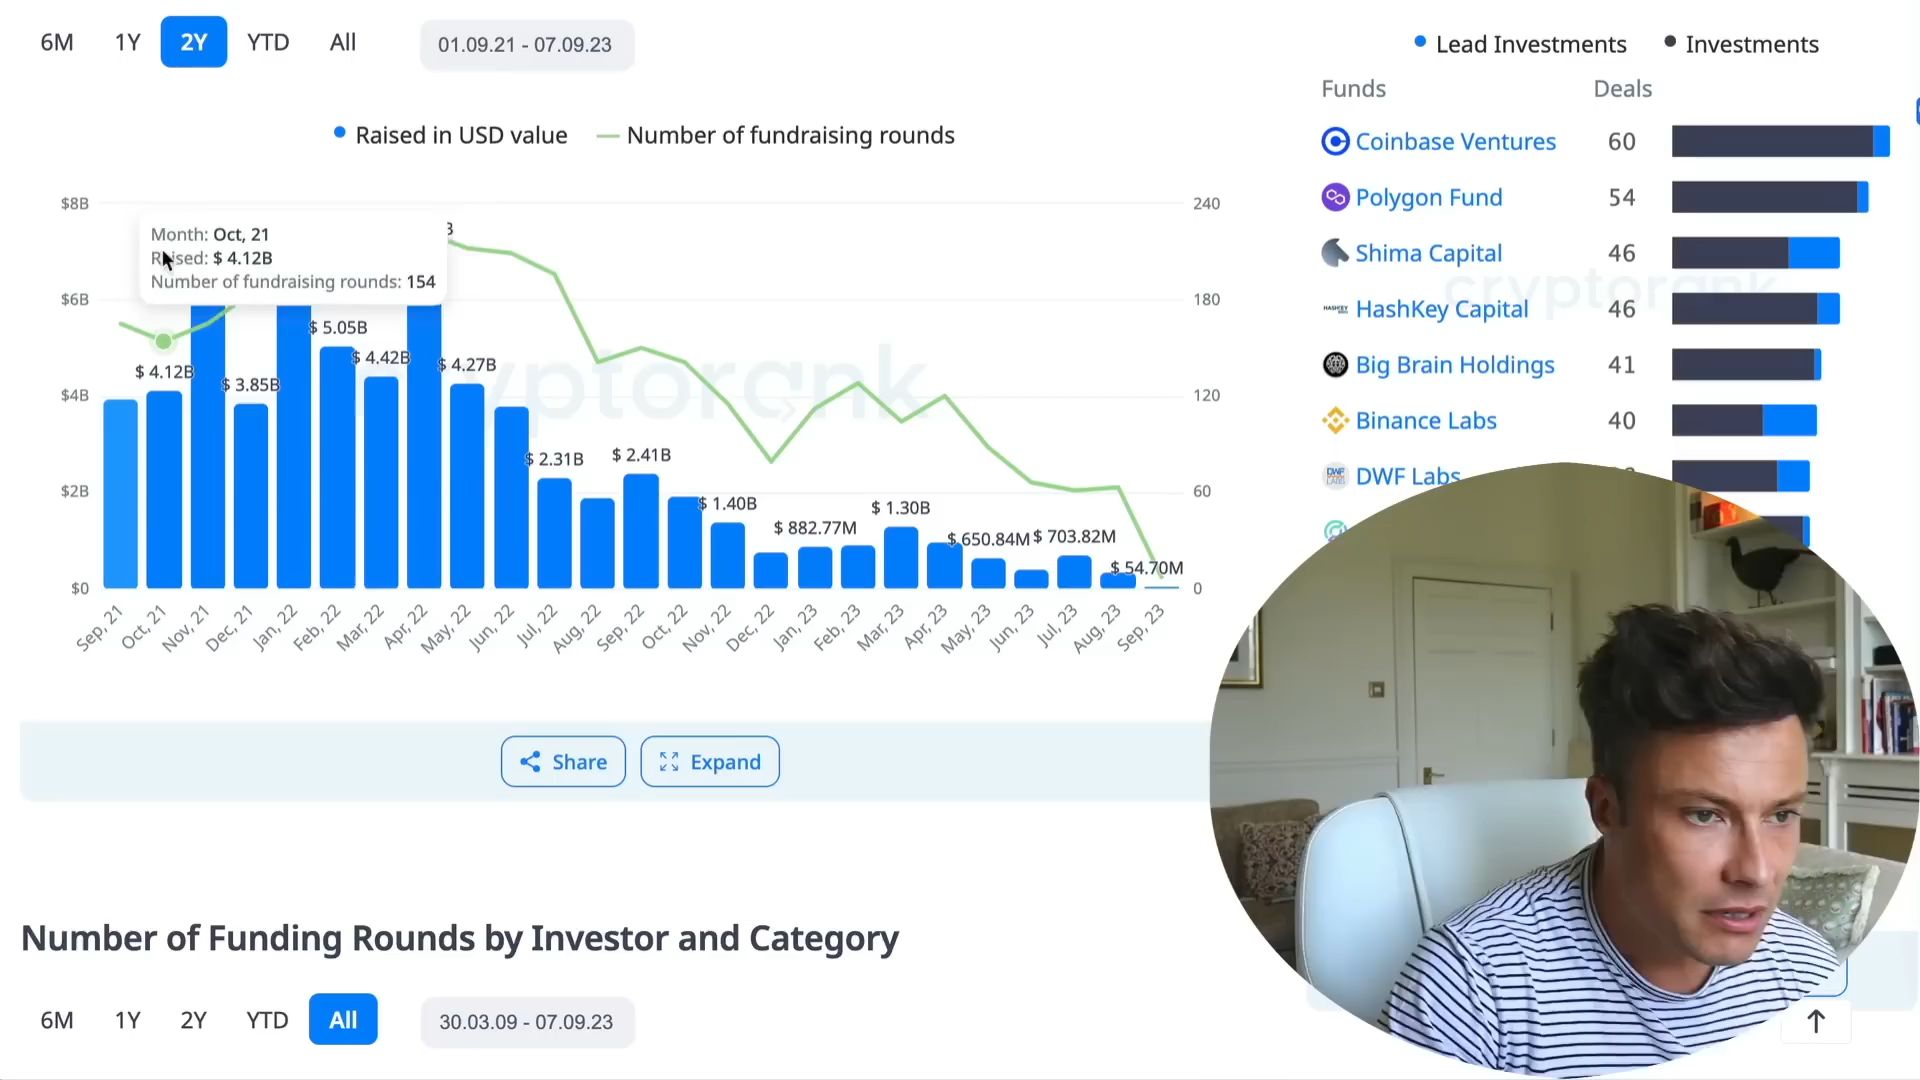 6M 1Y 2Y YTD All 01.09.21 - 07.09.23
Raised in USD value Number of fundraising rounds
$8B
$6B
$4B
$2B
$0
240
180
120
60
0
Month: Oct, 21
Raised: $ 4.12B
Number of fundraising rounds: 154
B
$ 4.12B
$ 3.85B
$ 5.05B
$ 4.42B
$ 4.27B
$ 2.31B
$ 2.41B
$ 1.40B
$ 882.77M
$ 1.30B
$ 650.84M
$ 703.82M
$ 54.70M
Sep, 21 Oct, 21 Nov, 21 Dec, 21 Jan, 22 Feb, 22 Mar, 22 Apr, 22 May, 22 Jun, 22 Jul, 22 Aug, 22 Sep, 22 Oct, 22 Nov, 22 Dec, 22 Jan, 23 Feb, 23 Mar, 23 Apr, 23 May, 23 Jun, 23 Jul, 23 Aug, 23 Sep, 23
Share Expand
Lead Investments Investments
Funds Deals
Coinbase Ventures 60
Polygon Fund 54
Shima Capital 46
HashKey Capital 46
Big Brain Holdings 41
Binance Labs 40
DWF Labs
cryptorank
Number of Funding Rounds by Investor and Category
6M 1Y 2Y YTD All 30.03.09 - 07.09.23